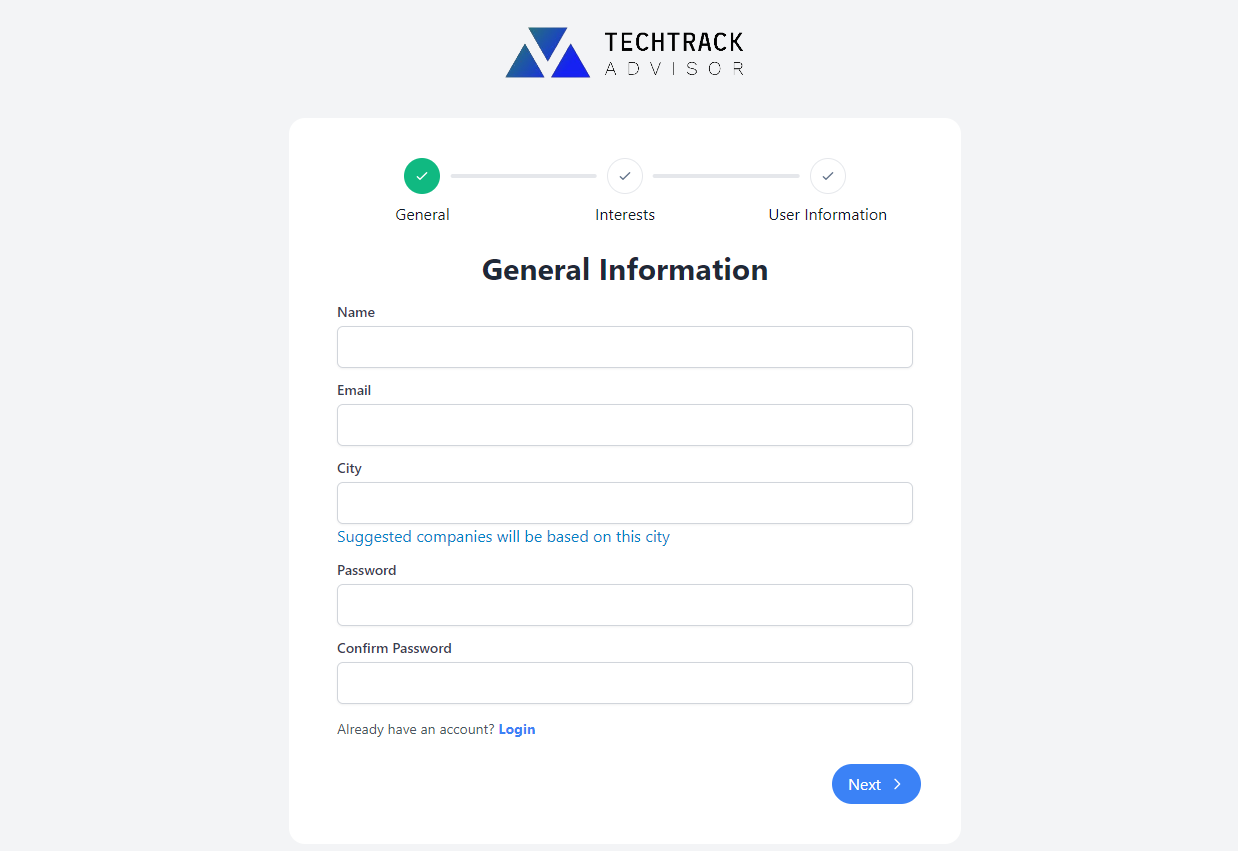 TECHTRACK
ADVISOR
General
Interests
User Information
General Information
Name
Email
City
Suggested companies will be based on this city
Password
Confirm Password
Already have an account? Login
Next